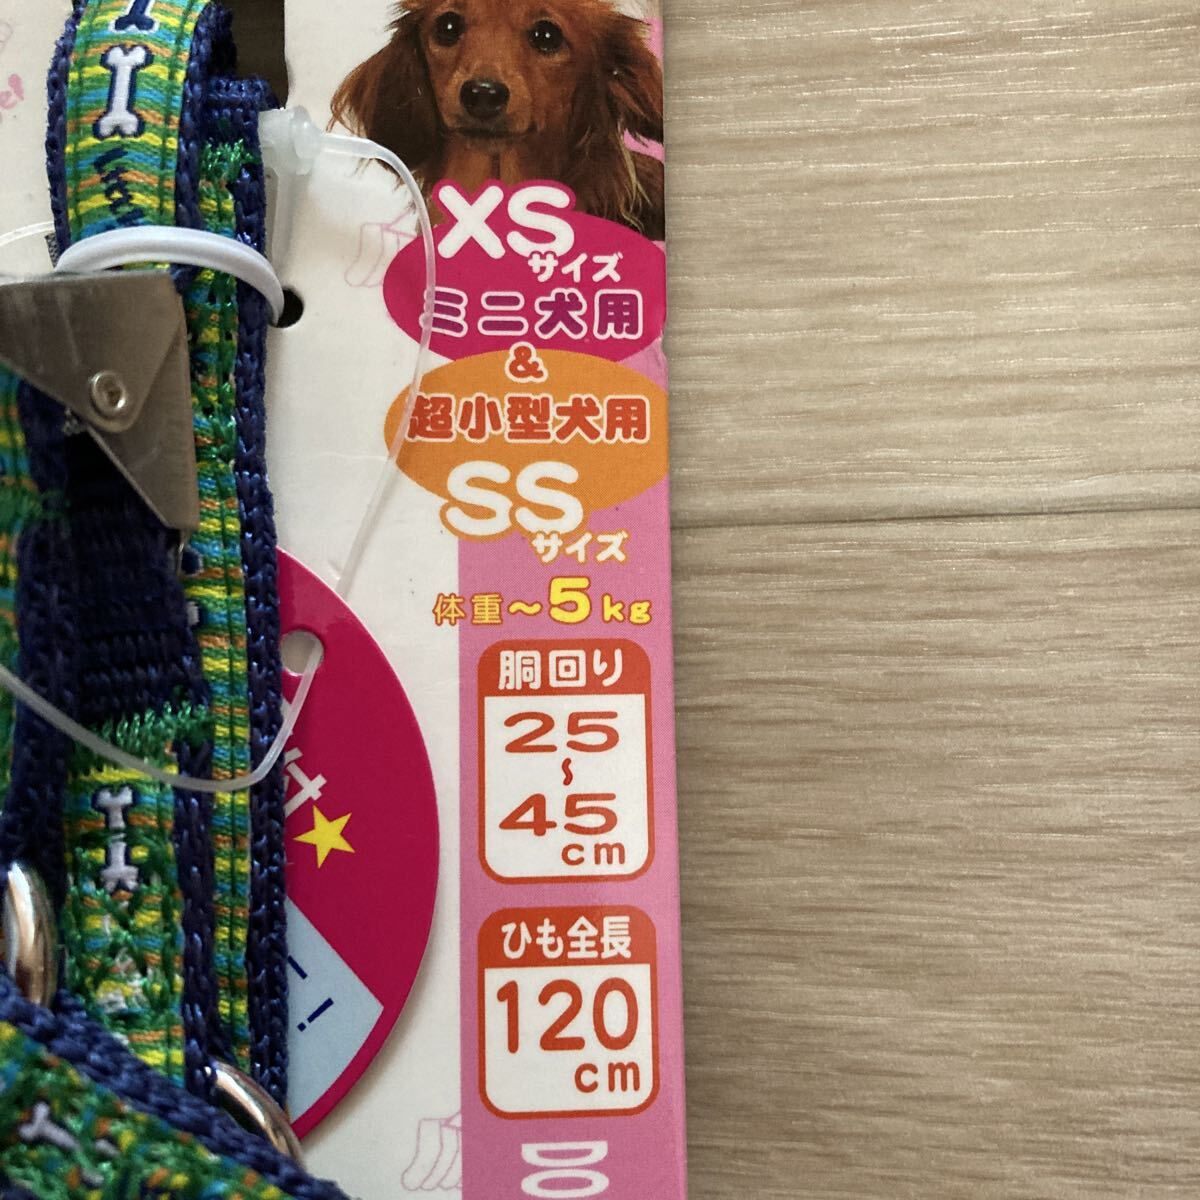 XS
サイズ
ミニ犬用
&
超小型犬用
SS
サイズ
体重～5kg
胴回り
25
～
45
cm
ひも全長
120
cm
DO